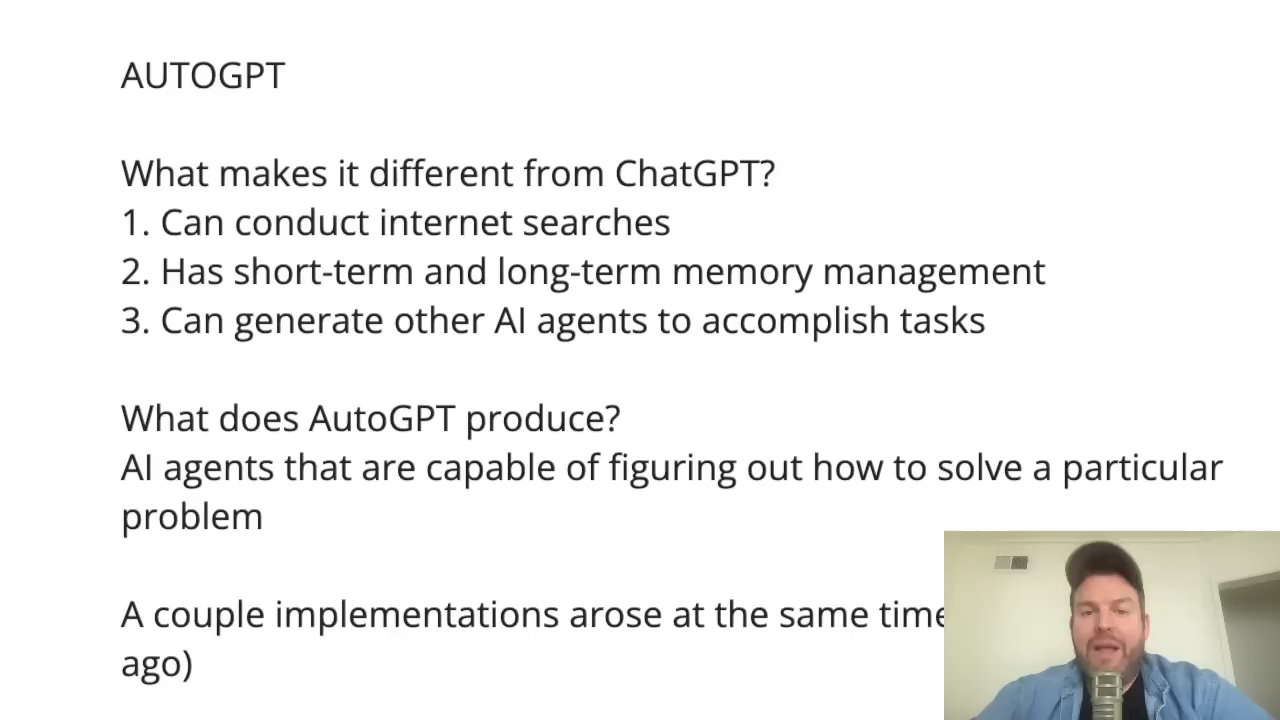 AUTOGPT
What makes it different from ChatGPT?
1. Can conduct internet searches
2. Has short-term and long-term memory management
3. Can generate other AI agents to accomplish tasks
What does AutoGPT produce?
AI agents that are capable of figuring out how to solve a particular
problem
A couple implementations arose at the same time
ago)